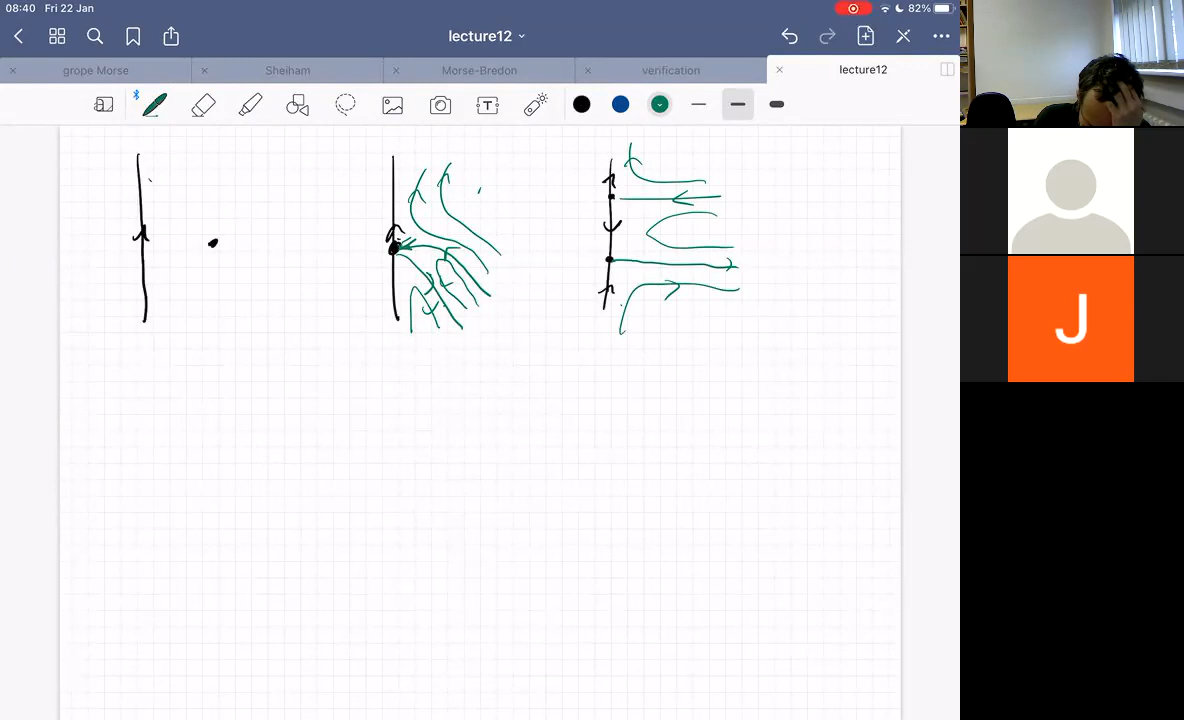 08:40 Fri 22 Jan
82%
lecture12
grope Morse
Sheiham
Morse-Bredon
verification
lecture12
T
J